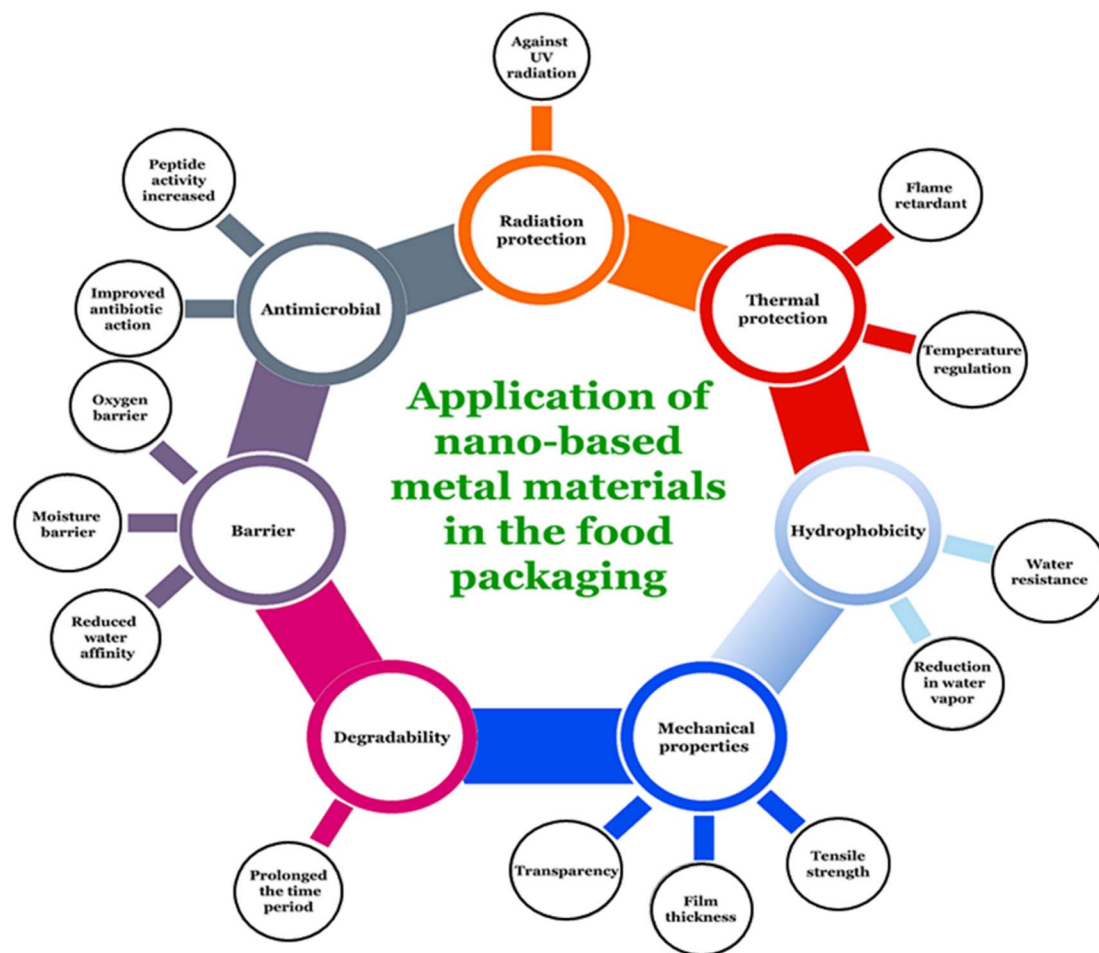 Against
UV
radiation
Peptide
activity
increased
Radiation
protection
Flame
retardant
Improved
antibiotic
action
Antimicrobial
Thermal
protection
Temperature
regulation
Oxygen
barrier
Application of
nano-based
metal materials
in the food
packaging
Moisture
barrier
Barrier
Hydrophobicity
Water
resistance
Reduced
water
affinity
Reduction
in water
vapor
Degradability
Mechanical
properties
Prolonged
the time
period
Transparency
Film
thickness
Tensile
strength